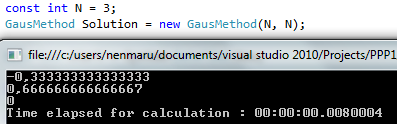 const int N = 3;
GausMethod Solution = new GausMethod(N, N);
file:///c:/users/nenmaru/documents/visual studio 2010/Projects/PPP1
-0,333333333333333
0,666666666666667
0
Time elapsed for calculation : 00:00:00.0080004